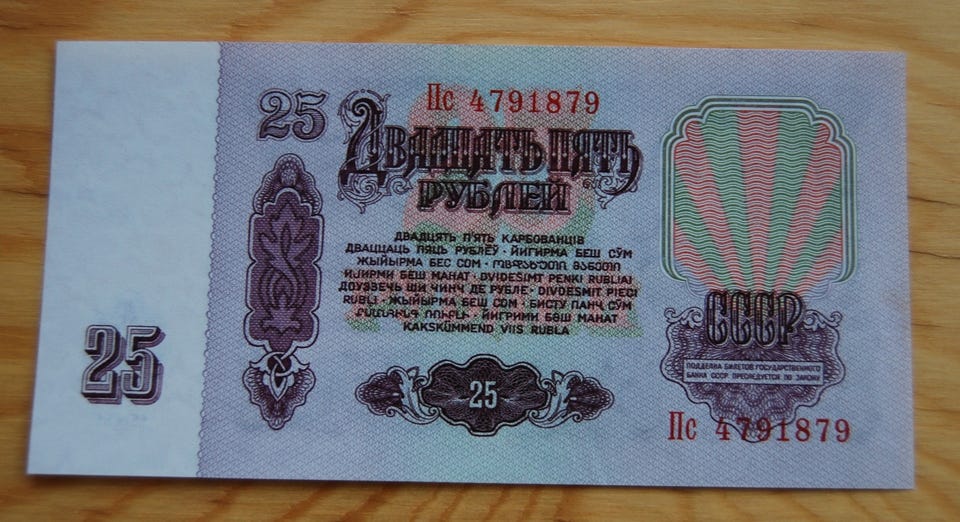 Пс 4791879
25
ДВАДЦАТЬ ПЯТЬ
РУБЛЕЙ
ДВАДЦЯТЬ П'ЯТЬ КАРБОВАНЦІВ
ДВАЦЦАЦЬ ПЯЦЬ РУБЛЁЎ · ЙИГИРМА БЕШ СЎМ
ЖЫЙЫРМА БЕС СОМ · ᲝᲪᲓᲐᲮᲣᲗᲘ ᲛᲐᲜᲔᲗᲘ
ИЈИРМИ БЕШ МАНАТ · DVIDEŠIMT PENKI RUBLIAI
ДОУЭЗЕЧЬ ШИ ЧИНЧ ДЕ РУБЛЕ · DIVDESMIT PIECI
RUBĻI · ЖЫЙЫРМА БЕШ СОМ · БИСТУ ПАНҶ СӮМ
ՔՍԱՆՀԻՆԳ ՌՈՒԲԼԻ · ЙИГРИМИ БӘШ МАНАТ
KAKSKÜMMEND VIIS RUBLA
25
25
СССР
ПОДДЕЛКА БИЛЕТОВ ГОСУДАРСТВЕННОГО
БАНКА СССР ПРЕСЛЕДУЕТСЯ ПО ЗАКОНУ
Пс 4791879